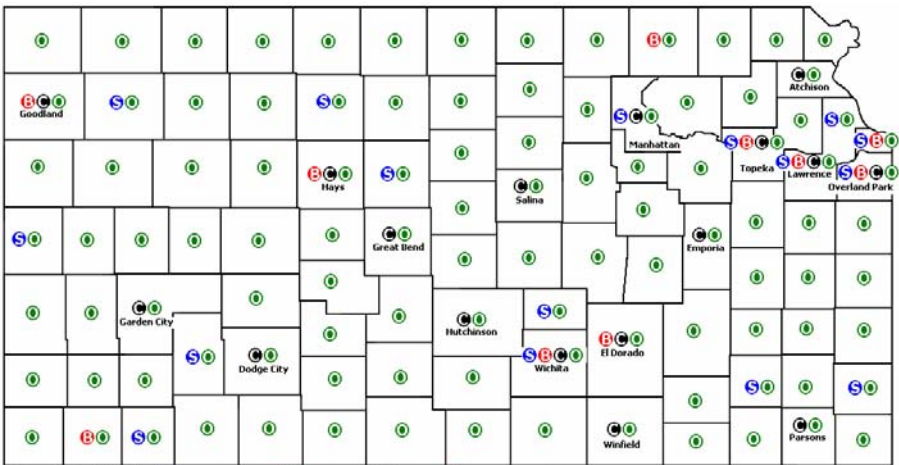 O O O O O O O O O B O O O O
B C O S O O O S O O O O O O O C O
Goodland Atchison
S C O O S O
O Manhattan S B C O S B O
O O O O B C O S O O O S B C O S B C O
Hays Topeka Lawrence Overland Park
C O
Salina
S O O O O O C O O O O C O O O O
Great Bend Emporia
O O O O O O O
O O C O O O C O S O O O O O
Garden City Hutchinson
O O O S O C O O O S B C O B C O O O O
Dodge City Wichita El Dorado
O O O O O O O S O O S O
O B O S O O O O O O O C O O O C O O
Winfield Parsons